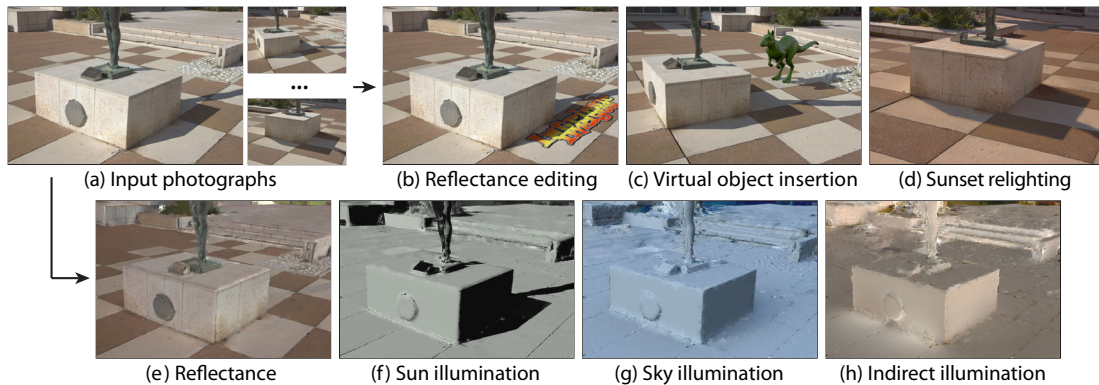 ...
(a) Input photographs
(b) Reflectance editing
(c) Virtual object insertion
(d) Sunset relighting
(e) Reflectance
(f) Sun illumination
(g) Sky illumination
(h) Indirect illumination